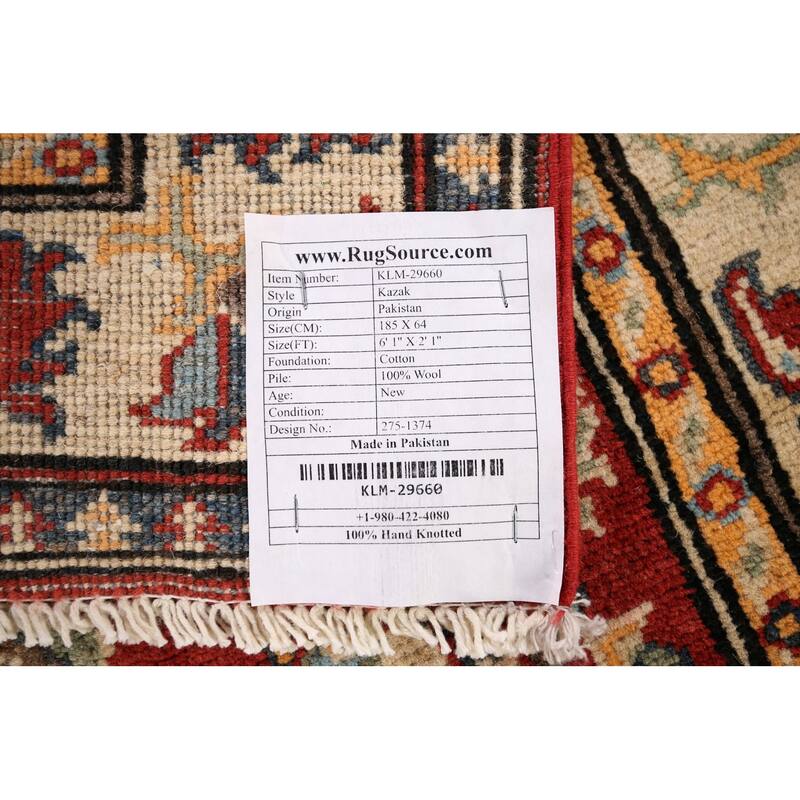 www.RugSource.com
Item Number: KLM-29660
Style Kazak
Origin Pakistan
Size(CM): 185 X 64
Size(FT): 6' 1" X 2' 1"
Foundation: Cotton
Pile: 100% Wool
Age: New
Condition:
Design No.: 275-1374
Made in Pakistan
KLM-29660
+1-980-422-4080
100% Hand Knotted